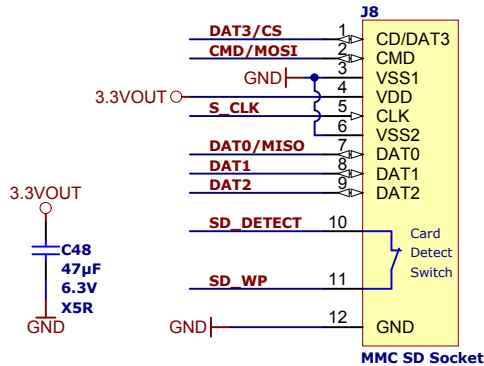 J8
DAT3/CS 1 CD/DAT3
CMD/MOSI 2 CMD
GND 3 VSS1
3.3VOUT 4 VDD
S_CLK 5 CLK
6 VSS2
DAT0/MISO 7 DAT0
DAT1 8 DAT1
DAT2 9 DAT2
3.3VOUT
SD_DETECT 10
Card
Detect
Switch
C48
47µF
6.3V
X5R
GND
SD_WP 11
GND 12 GND
MMC SD Socket